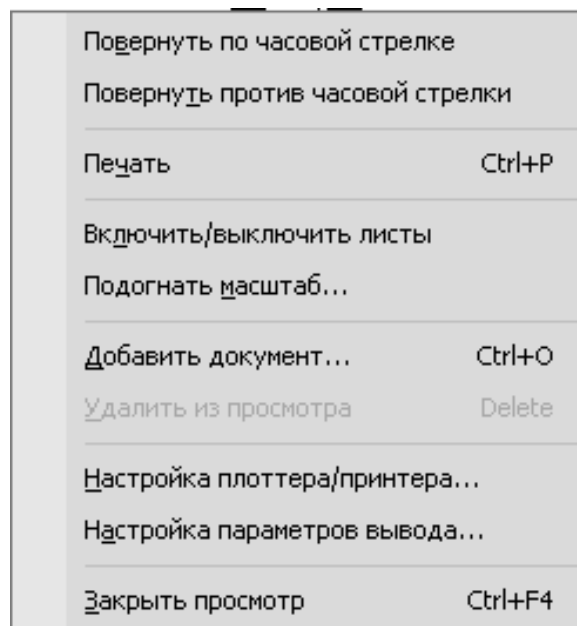 Повернуть по часовой стрелке
Повернуть против часовой стрелки
Печать Ctrl+P
Включить/выключить листы
Подогнать масштаб...
Добавить документ... Ctrl+O
Удалить из просмотра Delete
Настройка плоттера/принтера...
Настройка параметров вывода...
Закрыть просмотр Ctrl+F4